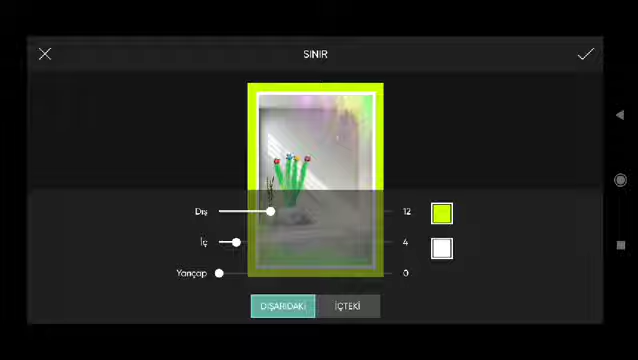 SINIR
Dış 12
İç 4
Yarıçap 0
DIŞARIDAKİ İÇTEKİ